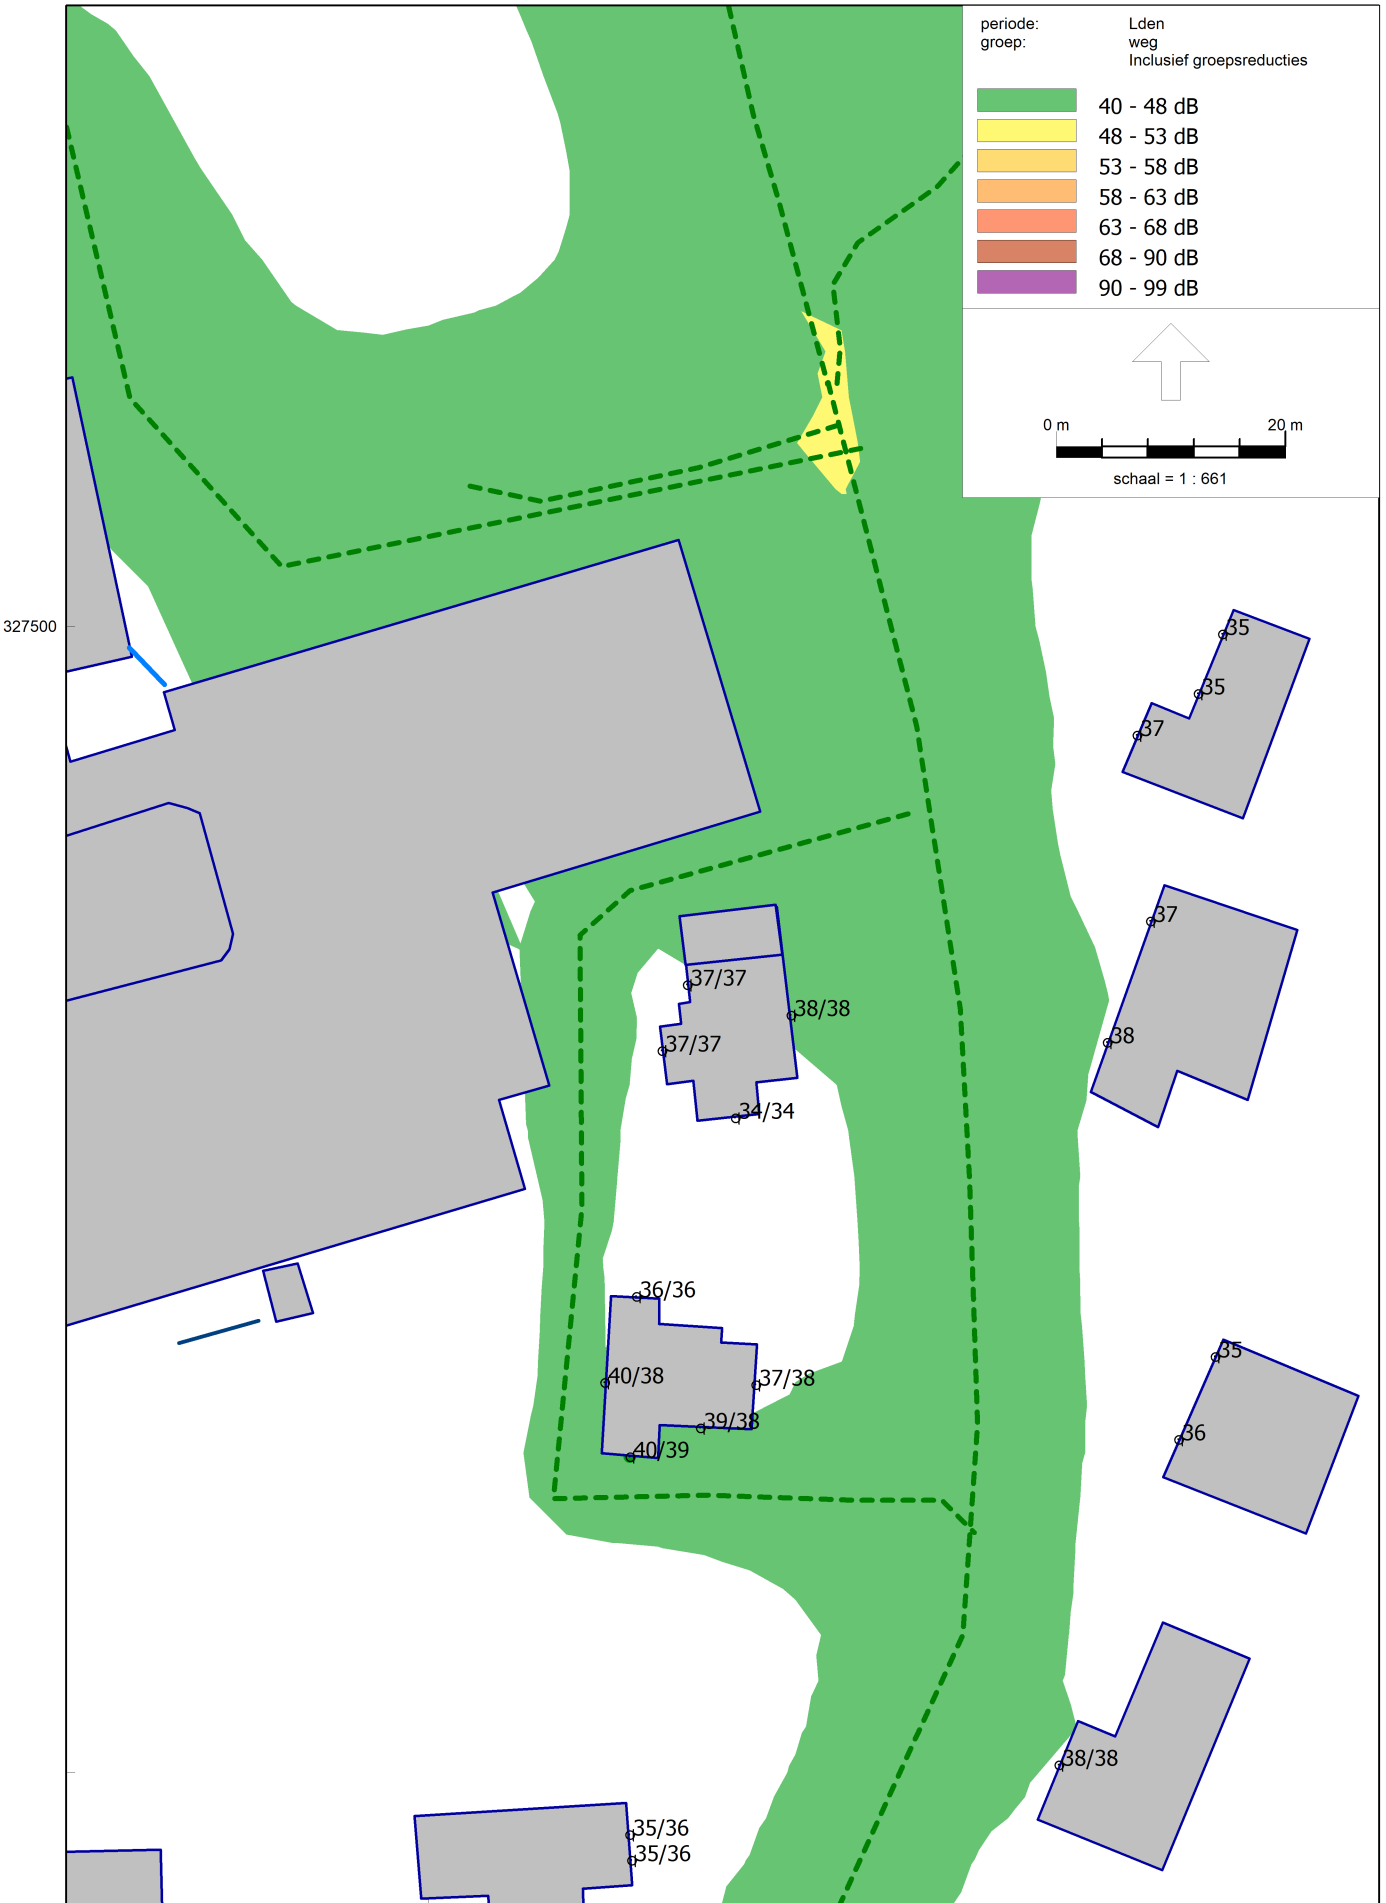 periode: Lden
groep: weg
Inclusief groepsreducties
40 - 48 dB
48 - 53 dB
53 - 58 dB
58 - 63 dB
63 - 68 dB
68 - 90 dB
90 - 99 dB
0 m 20 m
schaal = 1 : 661
327500
35
35
37
37
37/37
38/38
38
37/37
34/34
36/36
35
40/38
37/38
39/38
36
40/39
38/38
35/36
35/36